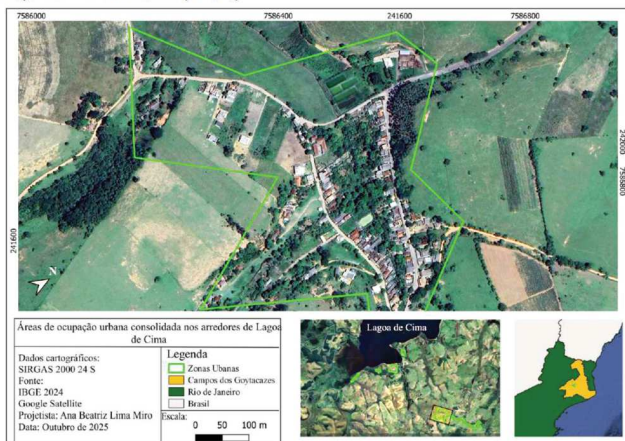 7586000
7586400
241600
7586800
242000
7585800
241600
N
Áreas de ocupação urbana consolidada nos arredores de Lagoa
de Cima
Dados cartográficos:
SIRGAS 2000 24 S
Fonte:
IBGE 2024
Google Satellite
Projetista: Ana Beatriz Lima Miro
Data: Outubro de 2025
Legenda
Zonas Ubanas
Campos dos Goytacazes
Rio de Janeiro
Brasil
Escala:
0 50 100 m
Lagoa de Cima